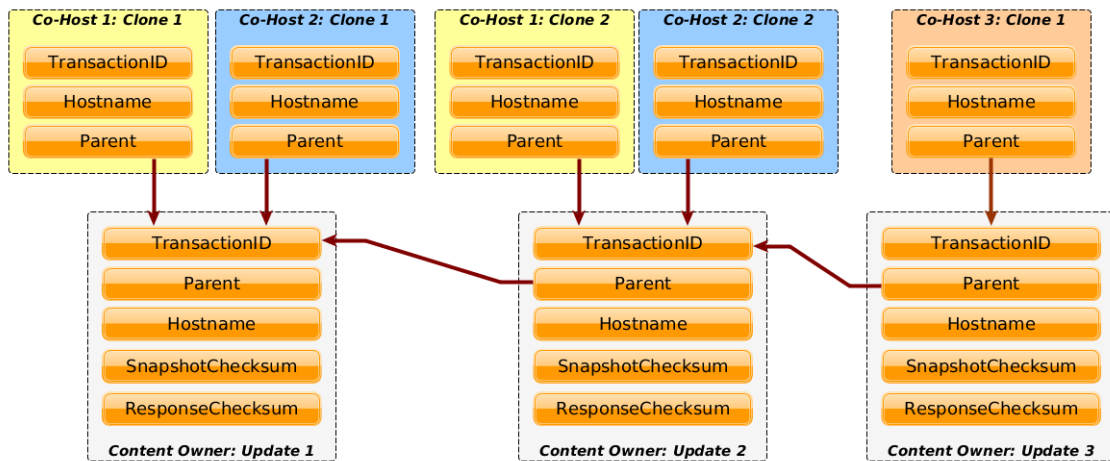 Co-Host 1: Clone 1
TransactionID
Hostname
Parent
Co-Host 2: Clone 1
TransactionID
Hostname
Parent
Co-Host 1: Clone 2
TransactionID
Hostname
Parent
Co-Host 2: Clone 2
TransactionID
Hostname
Parent
Co-Host 3: Clone 1
TransactionID
Hostname
Parent
TransactionID
Parent
Hostname
SnapshotChecksum
ResponseChecksum
Content Owner: Update 1
TransactionID
Parent
Hostname
SnapshotChecksum
ResponseChecksum
Content Owner: Update 2
TransactionID
Parent
Hostname
SnapshotChecksum
ResponseChecksum
Content Owner: Update 3